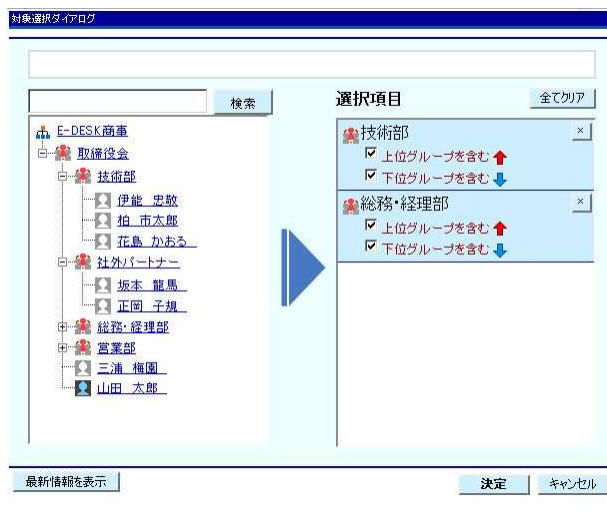 対象選択ダイアログ
検索
選択項目
全てクリア
E-DESK商事
取締役会
技術部
伊能 忠敬
柏 市太郎
花島 かおる
社外パートナー
坂本 龍馬
正岡 子規
総務・経理部
営業部
三浦 梅園
山田 太郎
技術部
×
上位グループを含む
下位グループを含む
総務・経理部
×
上位グループを含む
下位グループを含む
最新情報を表示
決定
キャンセル